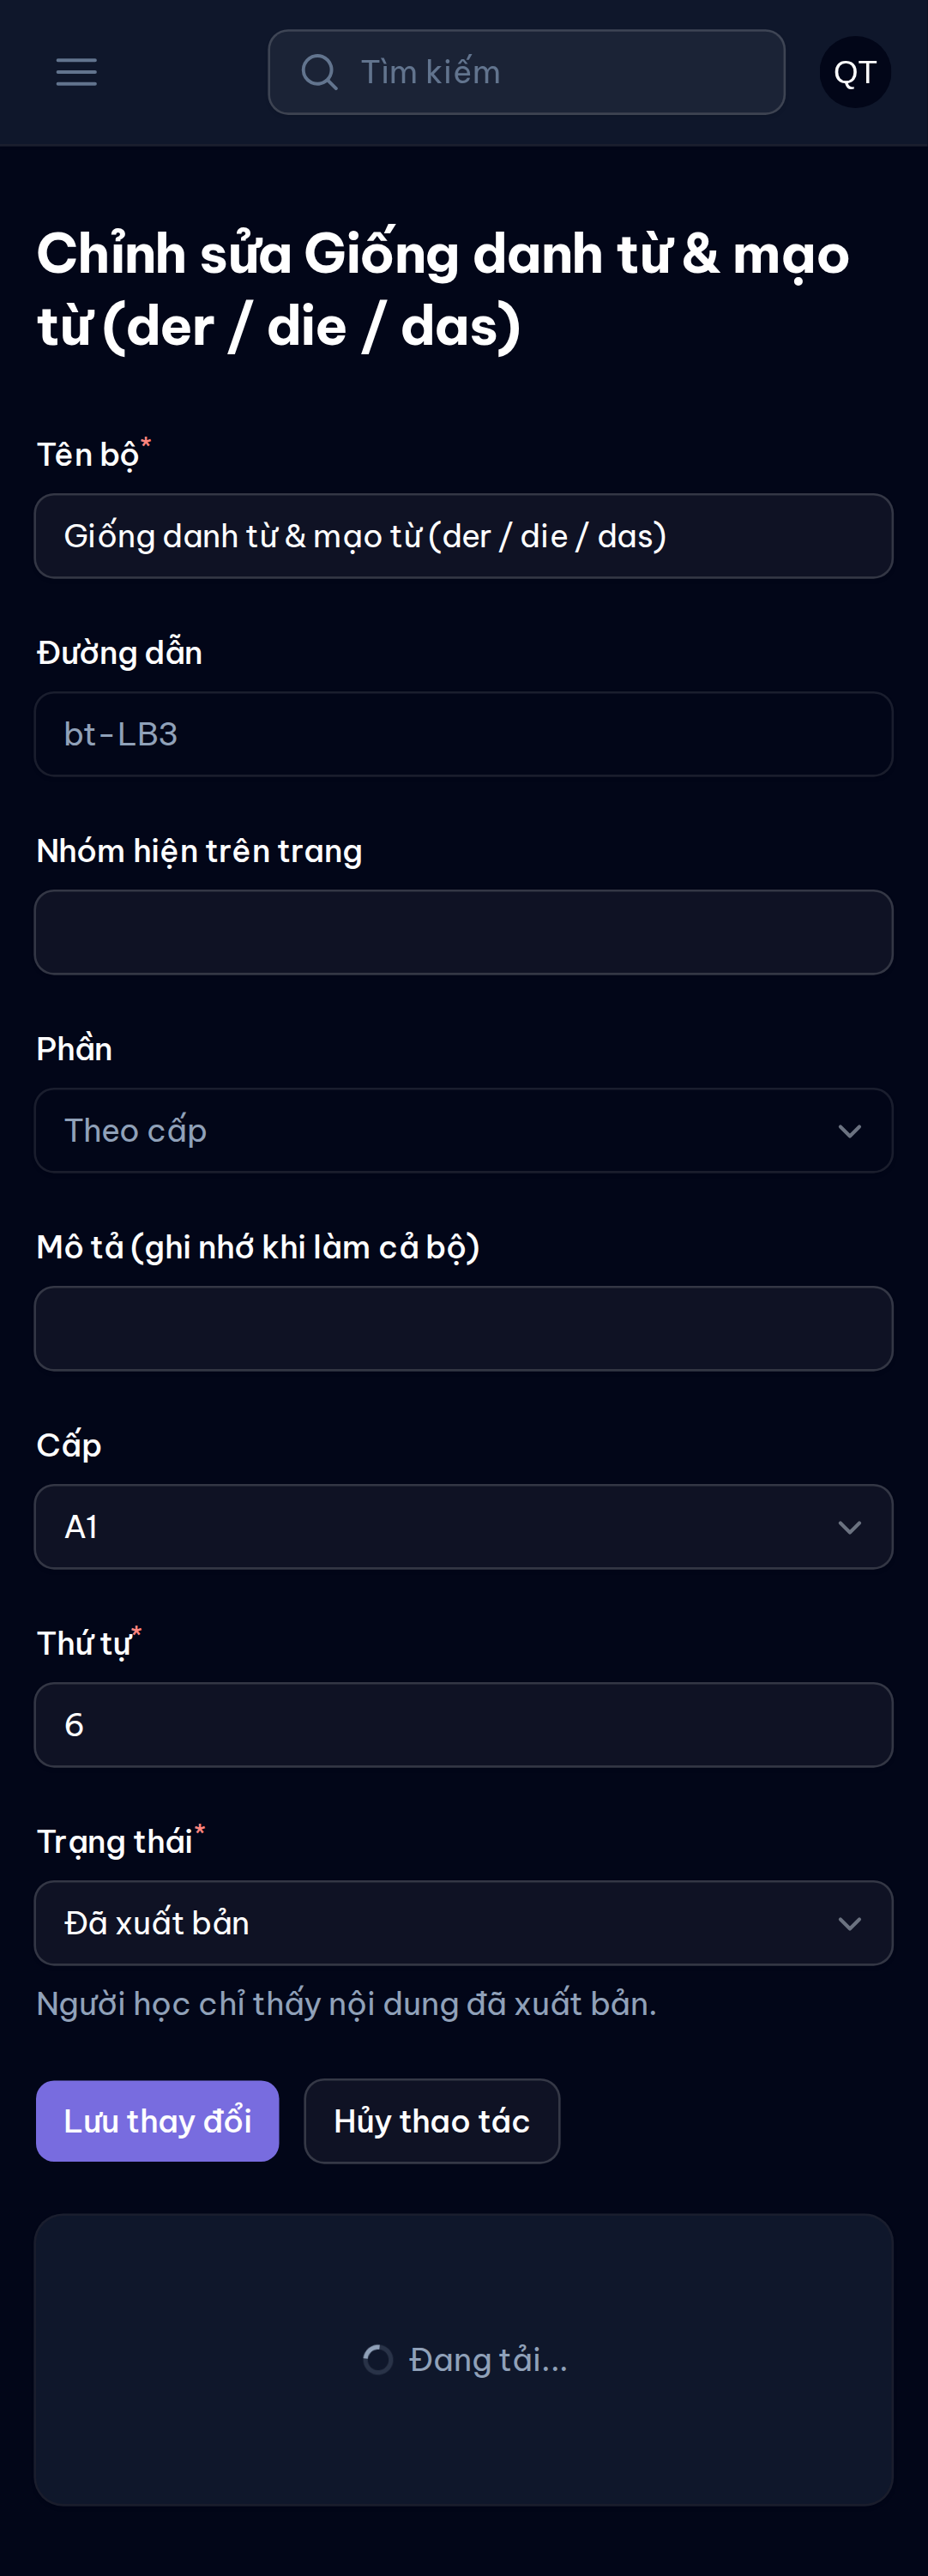 Tìm kiếm
QT
Chỉnh sửa Giống danh từ & mạo
từ (der / die / das)
Tên bộ*
Giống danh từ & mạo từ (der / die / das)
Đường dẫn
bt-LB3
Nhóm hiện trên trang
Phần
Theo cấp
Mô tả (ghi nhớ khi làm cả bộ)
Cấp
A1
Thứ tự*
6
Trạng thái*
Đã xuất bản
Người học chỉ thấy nội dung đã xuất bản.
Lưu thay đổi
Hủy thao tác
Đang tải...